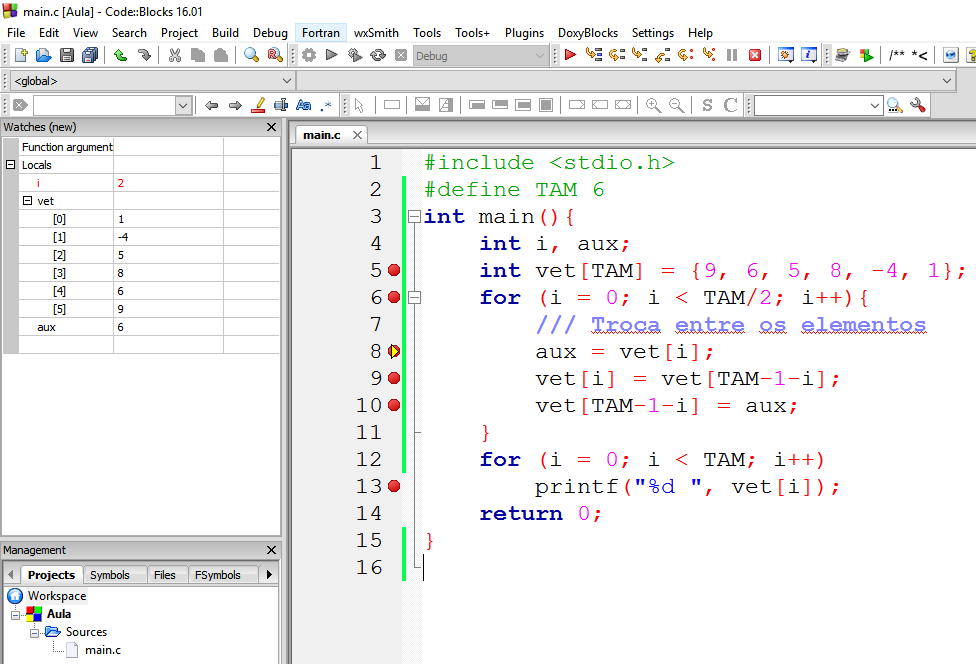 main.c [Aula] - Code::Blocks 16.01
File Edit View Search Project Build Debug Fortran wxSmith Tools Tools+ Plugins DoxyBlocks Settings Help
Debug
/** *<
<global>
Aa .* S C
Watches (new)
main.c
Function argument
Locals
i 2
vet
[0] 1
[1] -4
[2] 5
[3] 8
[4] 6
[5] 9
aux 6
1 #include <stdio.h>
2 #define TAM 6
3 int main(){
4 int i, aux;
5 int vet[TAM] = {9, 6, 5, 8, -4, 1};
6 for (i = 0; i < TAM/2; i++){
7 /// Troca entre os elementos
8 aux = vet[i];
9 vet[i] = vet[TAM-1-i];
10 vet[TAM-1-i] = aux;
11 }
12 for (i = 0; i < TAM; i++)
13 printf("%d ", vet[i]);
14 return 0;
15 }
16
Management
Projects Symbols Files FSymbols
Workspace
Aula
Sources
main.c